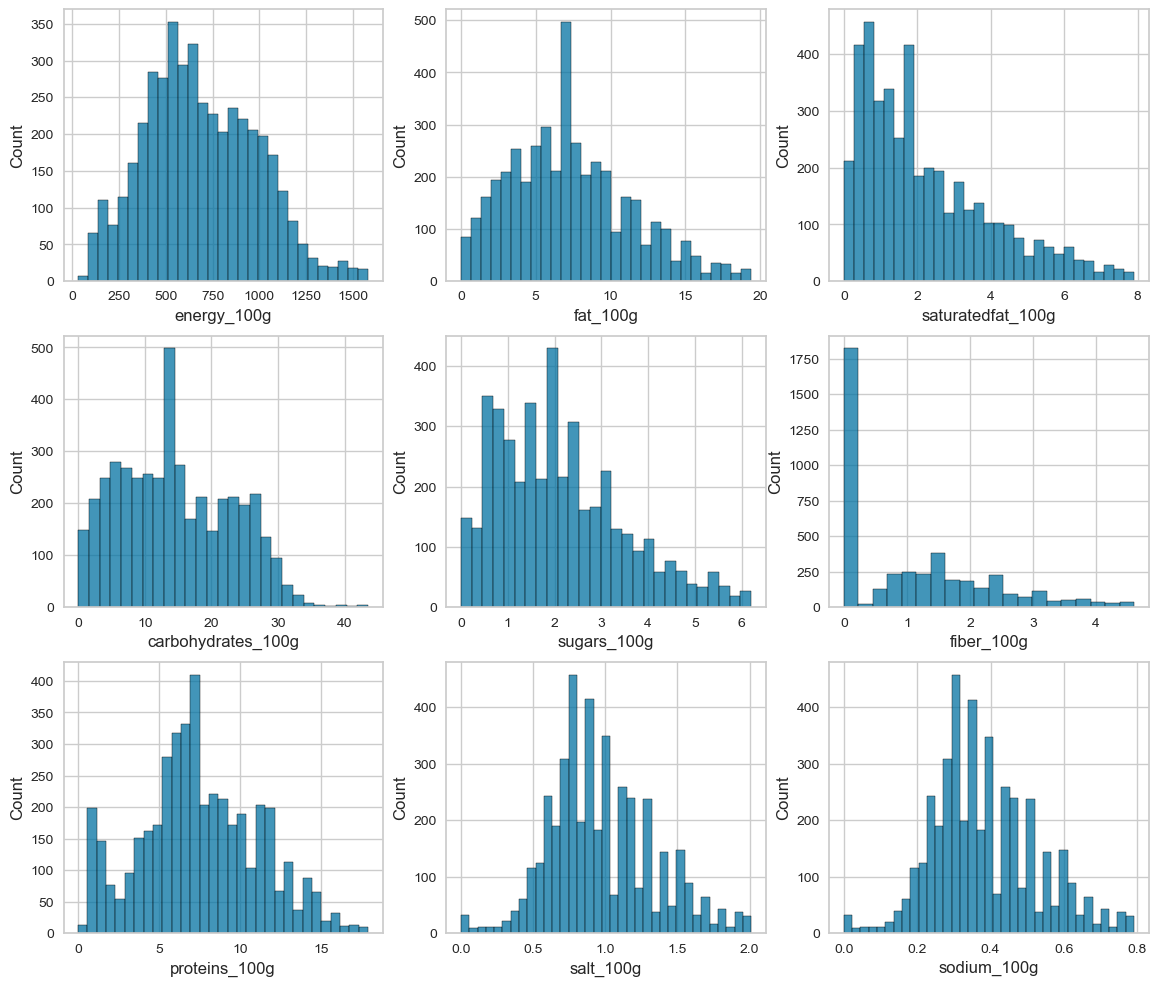 350
300
250
200
150
100
50
0
Count
0 250 500 750 1000 1250 1500
energy_100g
500
400
300
200
100
0
Count
0 5 10 15 20
fat_100g
400
300
200
100
0
Count
0 2 4 6 8
saturatedfat_100g
500
400
300
200
100
0
Count
0 10 20 30 40
carbohydrates_100g
400
300
200
100
0
Count
0 1 2 3 4 5 6
sugars_100g
1750
1500
1250
1000
750
500
250
0
Count
0 1 2 3 4
fiber_100g
400
350
300
250
200
150
100
50
0
Count
0 5 10 15
proteins_100g
400
300
200
100
0
Count
0.0 0.5 1.0 1.5 2.0
salt_100g
400
300
200
100
0
Count
0.0 0.2 0.4 0.6 0.8
sodium_100g